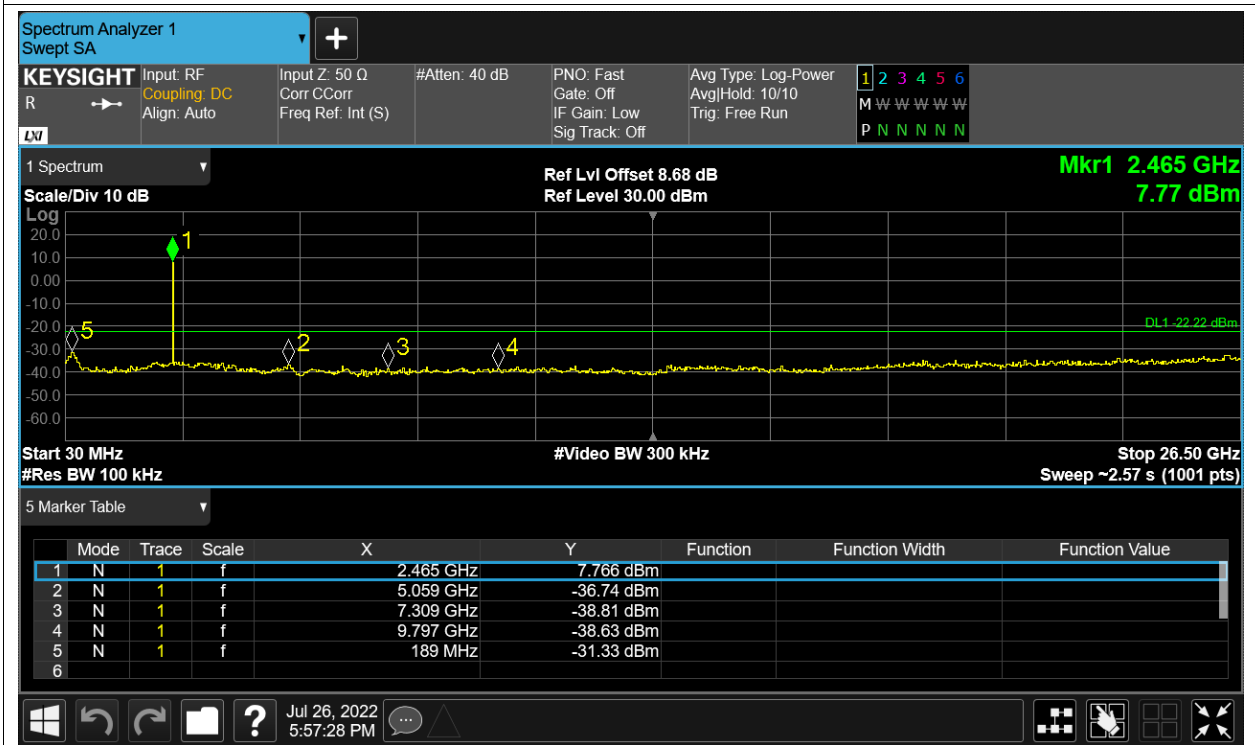 Spectrum Analyzer 1
Swept SA
KEYSIGHT Input: RF Input Z: 50 Ω #Atten: 40 dB PNO: Fast Avg Type: Log-Power 1 2 3 4 5 6
R Coupling: DC Corr CCorr Gate: Off Avg|Hold: 10/10 M W W W W W
Align: Auto Freq Ref: Int (S) IF Gain: Low Trig: Free Run
LXI Sig Track: Off P N N N N N
1 Spectrum Ref Lvl Offset 8.68 dB Mkr1 2.465 GHz
Scale/Div 10 dB Ref Level 30.00 dBm 7.77 dBm
Log
20.0
1
10.0
0.00
-10.0
-20.0 DL1 -22.22 dBm
5
-30.0 2 3 4
-40.0
-50.0
-60.0
Start 30 MHz #Video BW 300 kHz Stop 26.50 GHz
#Res BW 100 kHz Sweep ~2.57 s (1001 pts)
5 Marker Table
Mode Trace Scale X Y Function Function Width Function Value
1 N 1 f 2.465 GHz 7.766 dBm
2 N 1 f 5.059 GHz -36.74 dBm
3 N 1 f 7.309 GHz -38.81 dBm
4 N 1 f 9.797 GHz -38.63 dBm
5 N 1 f 189 MHz -31.33 dBm
6
? Jul 26, 2022
5:57:28 PM